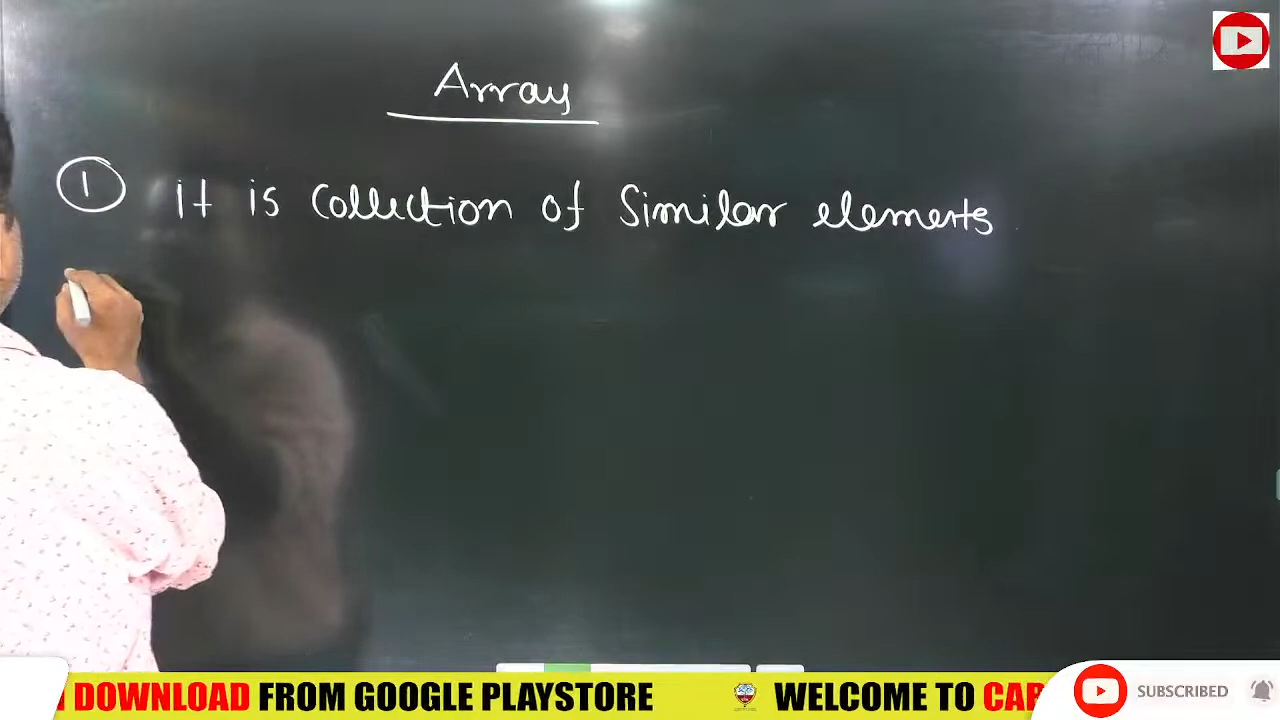 Array
① it is Collection of Similar elements
DOWNLOAD FROM GOOGLE PLAYSTORE WELCOME TO CAR
SUBSCRIBED